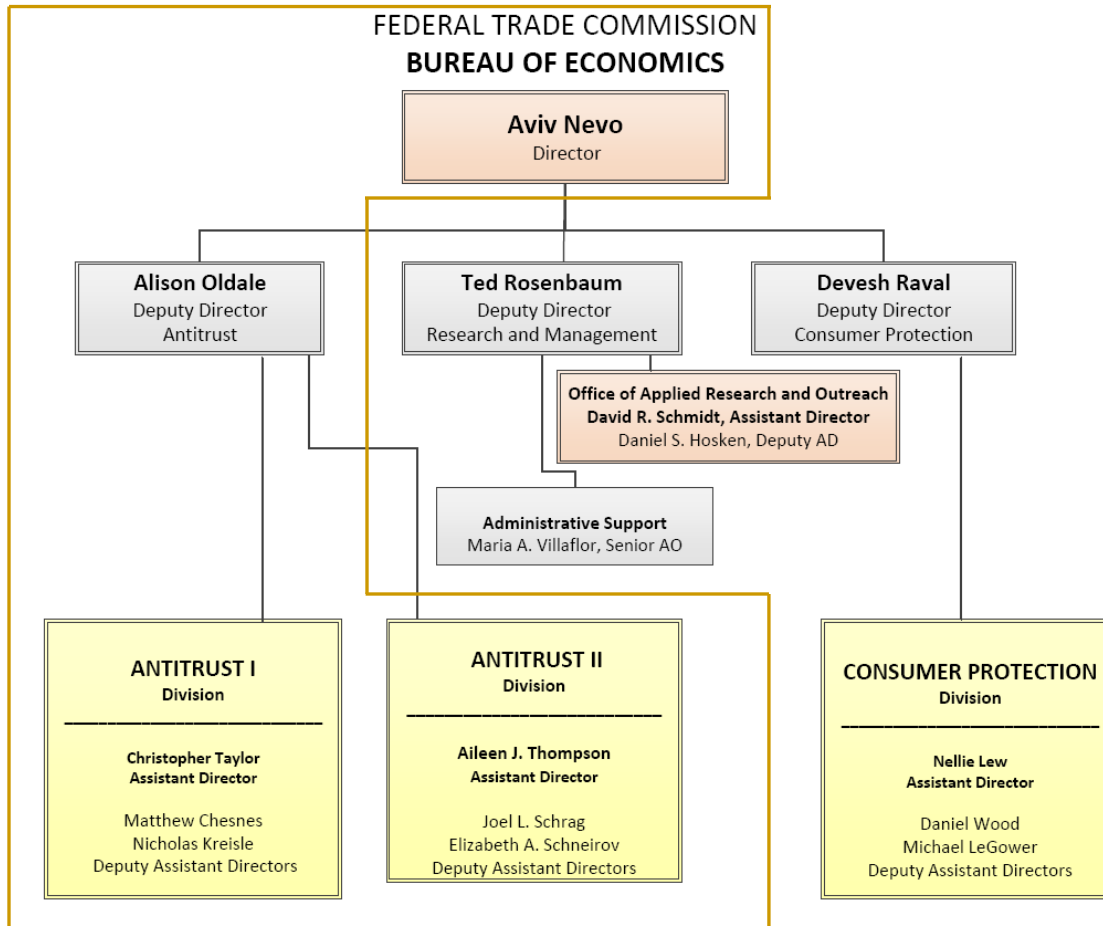 FEDERAL TRADE COMMISSION
BUREAU OF ECONOMICS
Aviv Nevo
Director
Alison Oldale
Deputy Director
Antitrust
Ted Rosenbaum
Deputy Director
Research and Management
Devesh Raval
Deputy Director
Consumer Protection
Office of Applied Research and Outreach
David R. Schmidt, Assistant Director
Daniel S. Hosken, Deputy AD
Administrative Support
Maria A. Villaflor, Senior AO
ANTITRUST I
Division
Christopher Taylor
Assistant Director
Matthew Chesnes
Nicholas Kreisle
Deputy Assistant Directors
ANTITRUST II
Division
Aileen J. Thompson
Assistant Director
Joel L. Schrag
Elizabeth A. Schneirov
Deputy Assistant Directors
CONSUMER PROTECTION
Division
Nellie Lew
Assistant Director
Daniel Wood
Michael LeGower
Deputy Assistant Directors